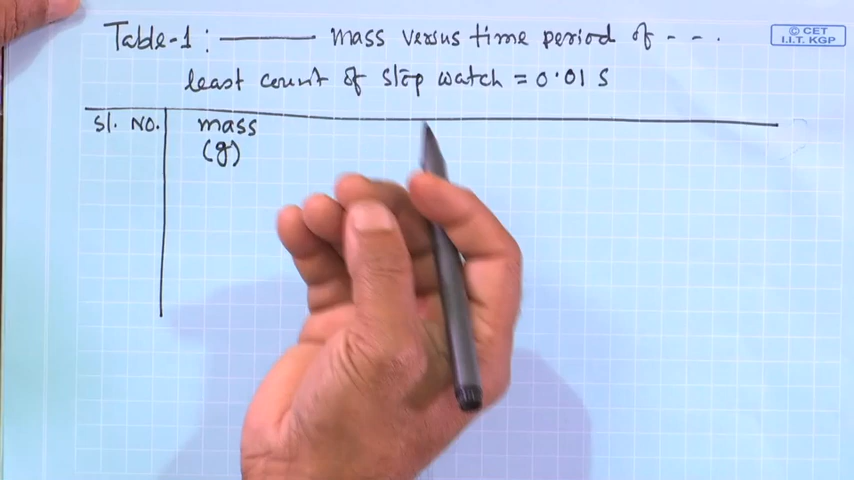 Table-1: ——— mass versus time period of - - .
© CET
I.I.T. KGP
least count of stop watch = 0.01 s
Sl. No. mass
(g)